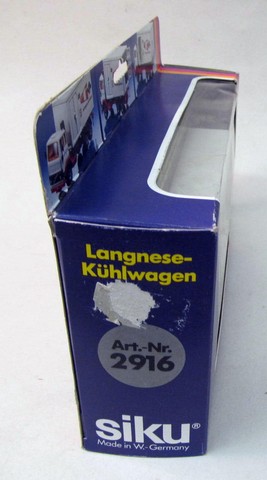 Langnese-
Kühlwagen
Art.-Nr.
2916
siku®
Made in W.-Germany